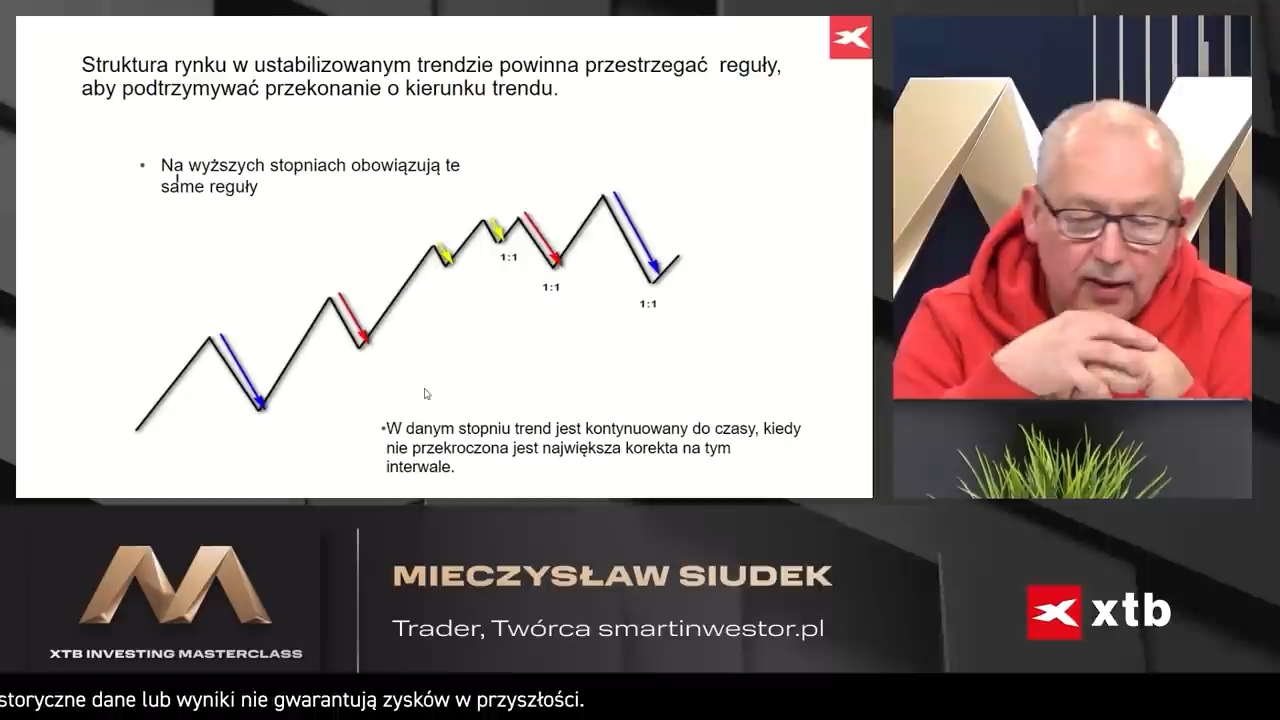 Struktura rynku w ustabilizowanym trendzie powinna przestrzegać reguły,
aby podtrzymywać przekonanie o kierunku trendu.
• Na wyższych stopniach obowiązują te
same reguły
1:1
1:1
1:1
•W danym stopniu trend jest kontynuowany do czasy, kiedy
nie przekroczona jest największa korekta na tym
interwale.
MIECZYSŁAW SIUDEK
Trader, Twórca smartinwestor.pl
XTB INVESTING MASTERCLASS
xtb
storyczne dane lub wyniki nie gwarantują zysków w przyszłości.